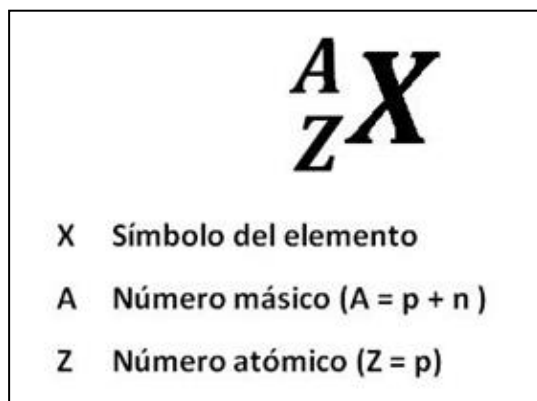 A
Z X
X Símbolo del elemento
A Número másico (A = p + n )
Z Número atómico (Z = p)